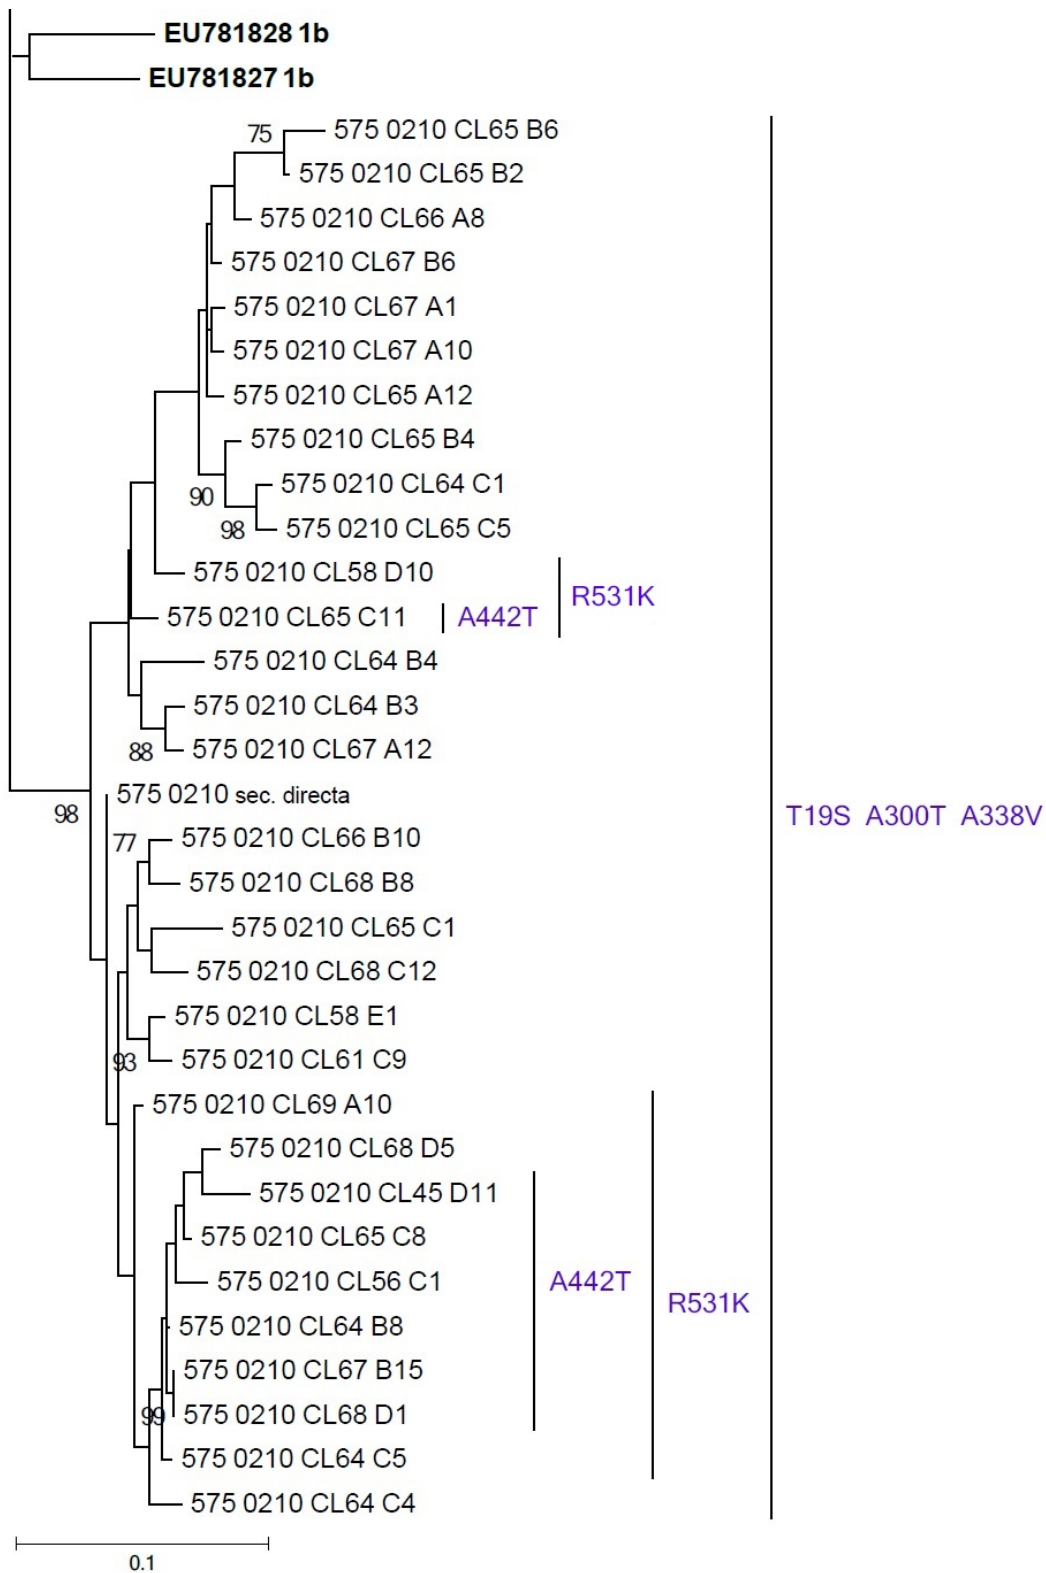 EU781828 1b
EU781827 1b
75
575 0210 CL65 B6
575 0210 CL65 B2
575 0210 CL66 A8
575 0210 CL67 B6
575 0210 CL67 A1
575 0210 CL67 A10
575 0210 CL65 A12
575 0210 CL65 B4
90
575 0210 CL64 C1
98
575 0210 CL65 C5
575 0210 CL58 D10
R531K
575 0210 CL65 C11
A442T
575 0210 CL64 B4
575 0210 CL64 B3
88
575 0210 CL67 A12
575 0210 sec. directa
98
T19S A300T A338V
77
575 0210 CL66 B10
575 0210 CL68 B8
575 0210 CL65 C1
575 0210 CL68 C12
575 0210 CL58 E1
93
575 0210 CL61 C9
575 0210 CL69 A10
575 0210 CL68 D5
575 0210 CL45 D11
575 0210 CL65 C8
575 0210 CL56 C1
A442T
R531K
575 0210 CL64 B8
575 0210 CL67 B15
99
575 0210 CL68 D1
575 0210 CL64 C5
575 0210 CL64 C4
0.1